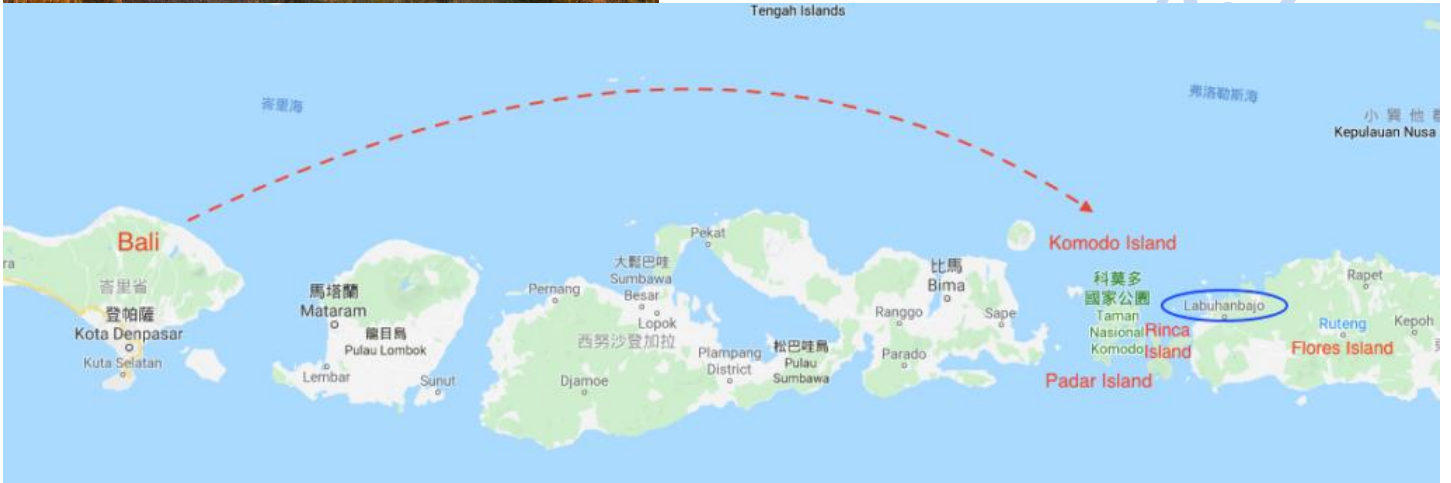 Tengah Islands
峇里海
弗洛勒斯海
小巽他群
Kepulauan Nusa
Bali
ra
峇里省
登帕薩
Kota Denpasar
Kuta Selatan
馬塔蘭
Mataram
龍目島
Pulau Lombok
Lembar
Sunut
Pernang
大鬆巴哇
Sumbawa
Besar
Lopok
西努沙登加拉
Djamoe
Pekat
Plampang
District
松巴哇島
Pulau
Sumbawa
比馬
Bima
Ranggo
Sape
Parado
Komodo Island
科莫多
國家公園
Taman
Nasional
Komodo
Rinca
Island
Padar Island
Labuhanbajo
Rapet
Ruteng
Kepoh
Flores Island